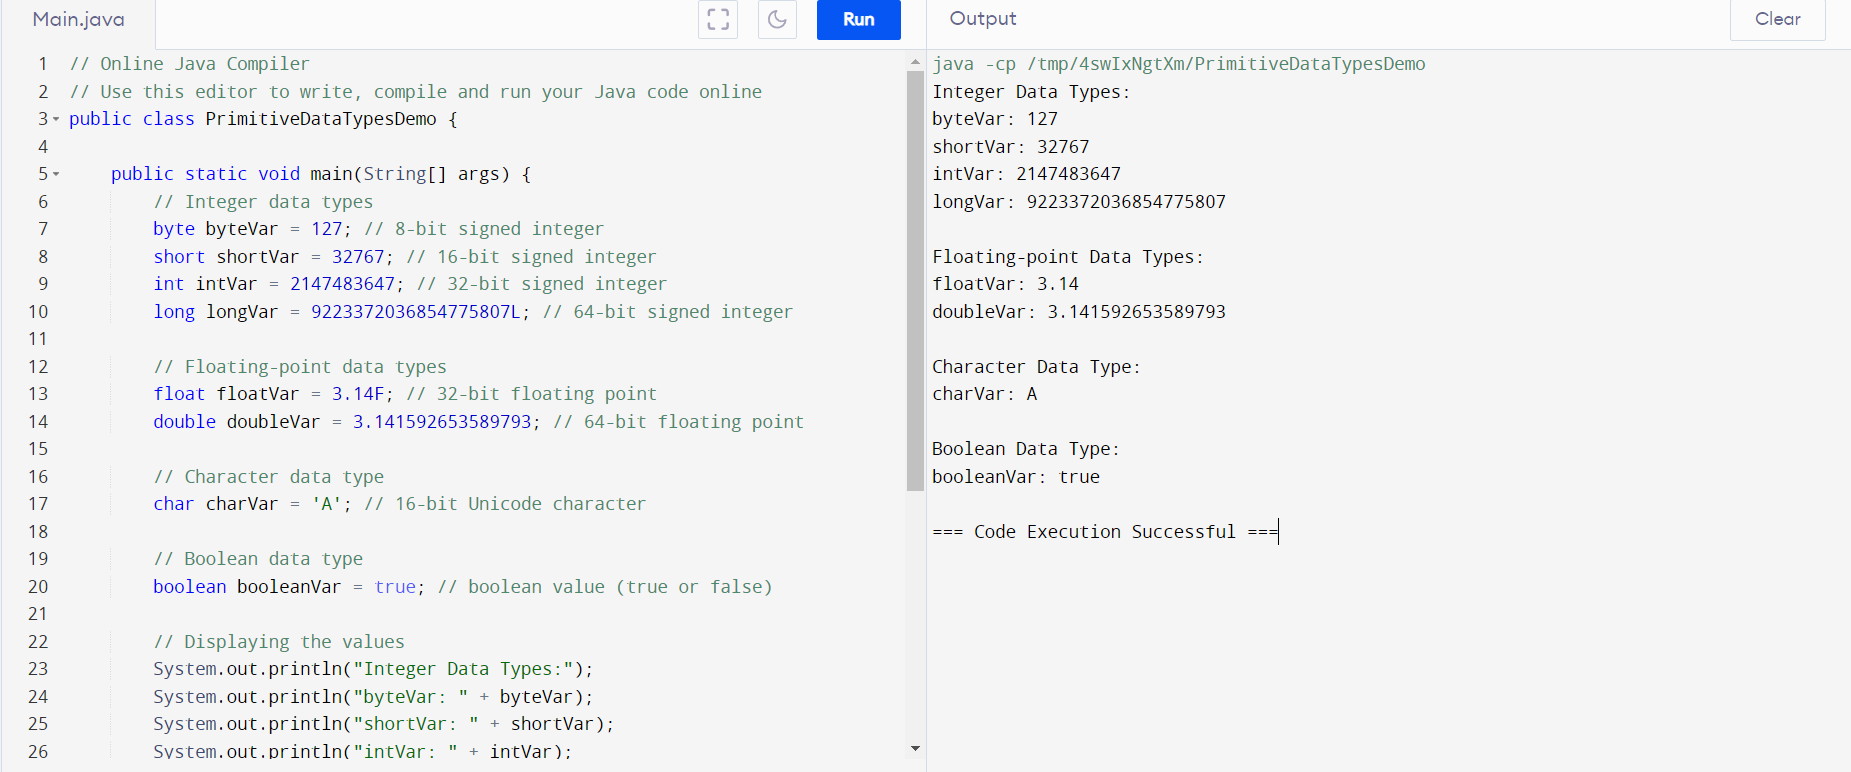 Main.java
Run
1 // Online Java Compiler
2 // Use this editor to write, compile and run your Java code online
3 public class PrimitiveDataTypesDemo {
4
5     public static void main(String[] args) {
6         // Integer data types
7         byte byteVar = 127; // 8-bit signed integer
8         short shortVar = 32767; // 16-bit signed integer
9         int intVar = 2147483647; // 32-bit signed integer
10         long longVar = 9223372036854775807L; // 64-bit signed integer
11
12         // Floating-point data types
13         float floatVar = 3.14F; // 32-bit floating point
14         double doubleVar = 3.141592653589793; // 64-bit floating point
15
16         // Character data type
17         char charVar = 'A'; // 16-bit Unicode character
18
19         // Boolean data type
20         boolean booleanVar = true; // boolean value (true or false)
21
22         // Displaying the values
23         System.out.println("Integer Data Types:");
24         System.out.println("byteVar: " + byteVar);
25         System.out.println("shortVar: " + shortVar);
26         System.out.println("intVar: " + intVar);
Output
Clear
java -cp /tmp/4swIxNgtXm/PrimitiveDataTypesDemo
Integer Data Types:
byteVar: 127
shortVar: 32767
intVar: 2147483647
longVar: 9223372036854775807
Floating-point Data Types:
floatVar: 3.14
doubleVar: 3.141592653589793
Character Data Type:
charVar: A
Boolean Data Type:
booleanVar: true
=== Code Execution Successful ===